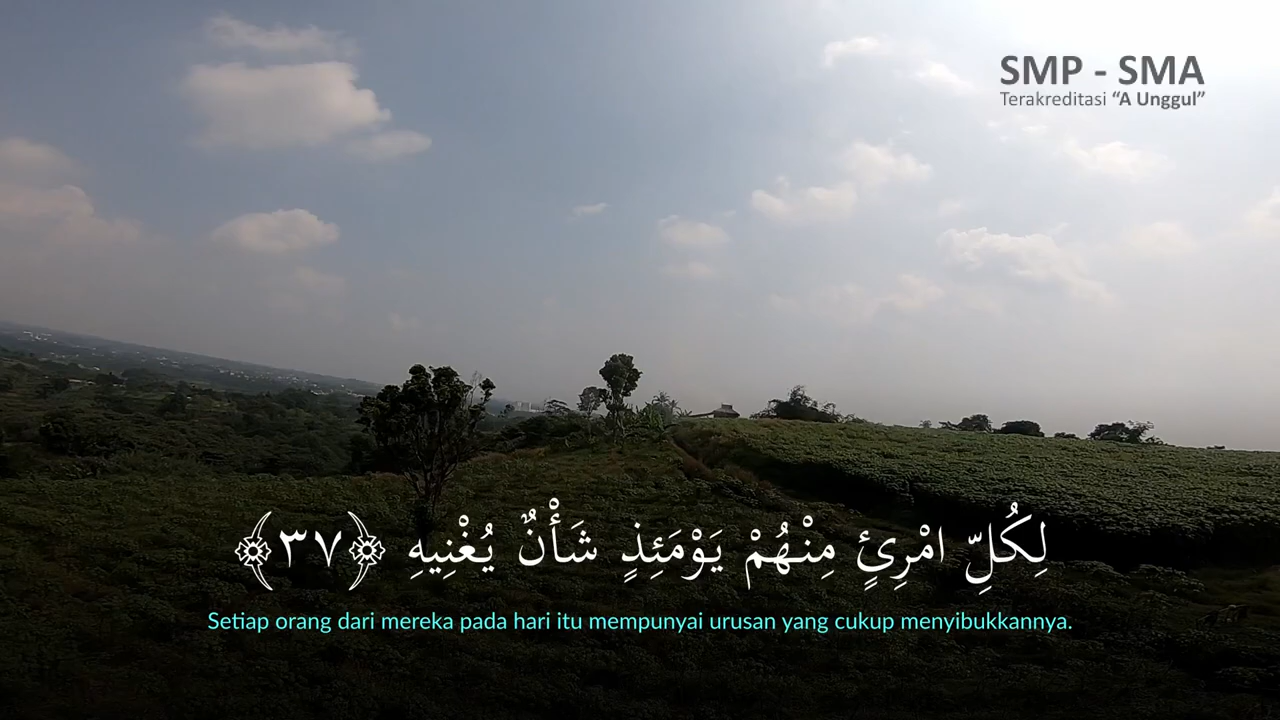 SMP - SMA
Terakreditasi “A Unggul”
لِكُلِّ امْرِئٍ مِنْهُمْ يَوْمَئِذٍ شَأْنٌ يُغْنِيهِ ﴿٣٧﴾
Setiap orang dari mereka pada hari itu mempunyai urusan yang cukup menyibukkannya.